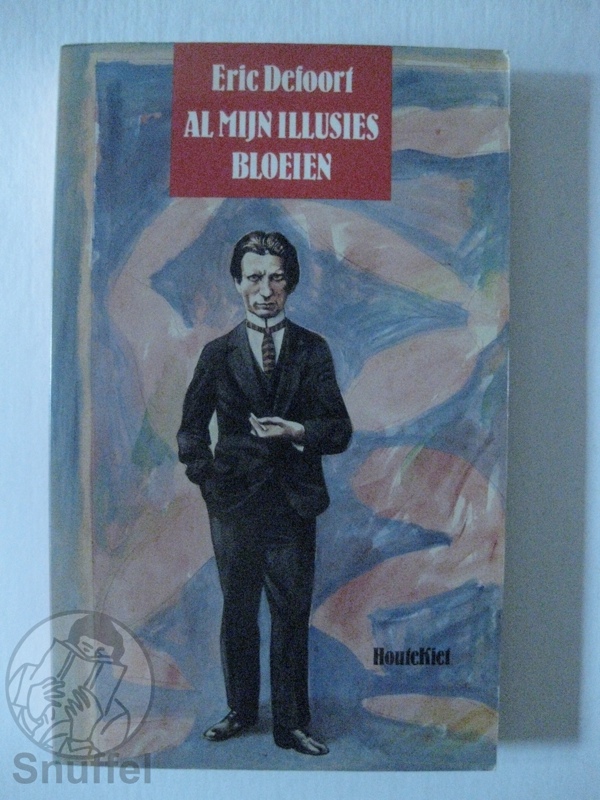 Eric Defoort
AL MIJN ILLUSIES
BLOEIEN
HouteKiet
Snuffel